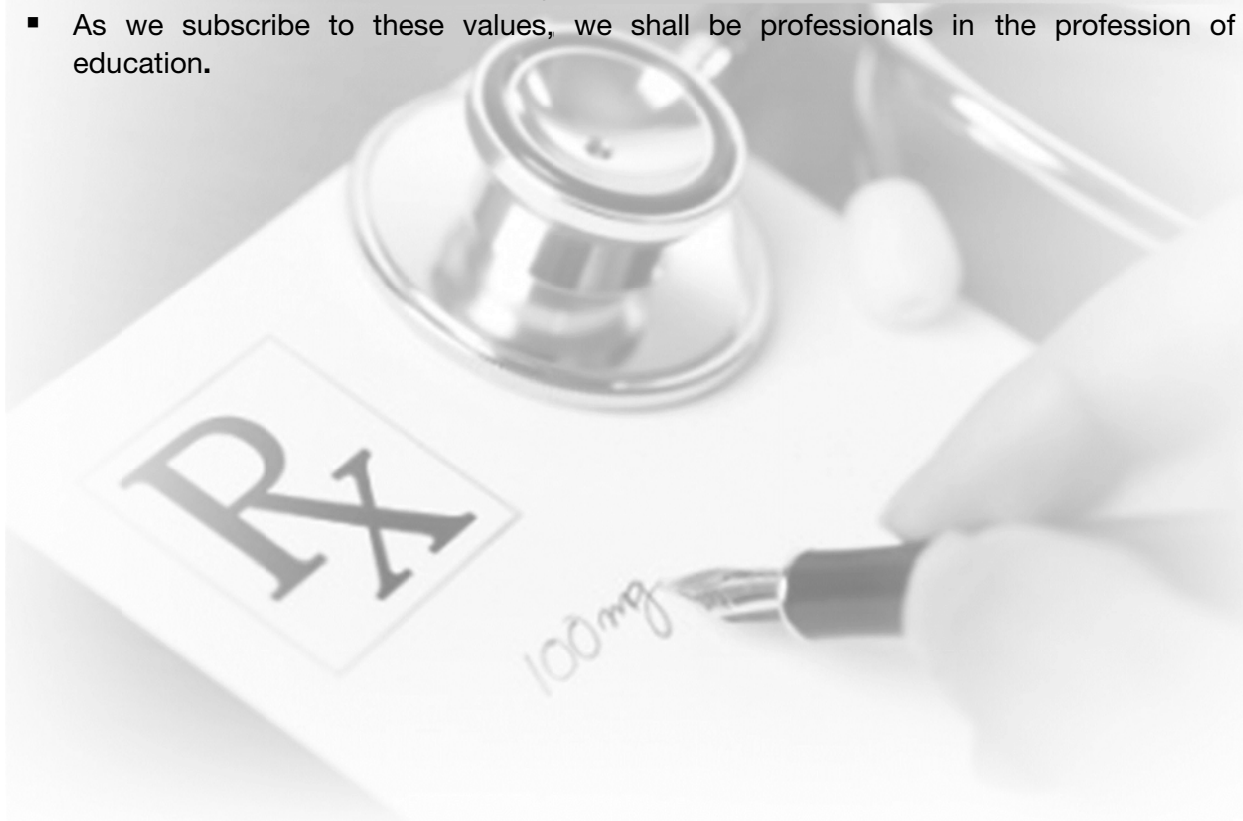 ▪ As we subscribe to these values, we shall be professionals in the profession of
education.
Rx
100mg